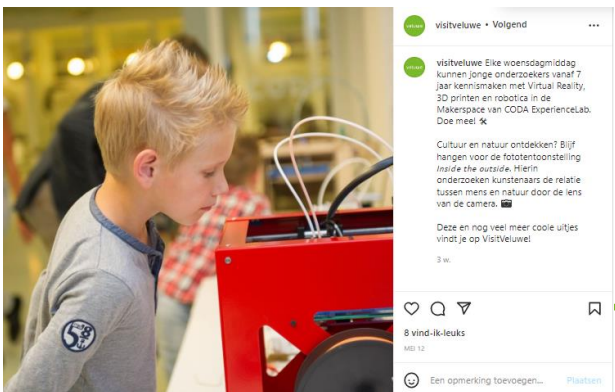 visitveluwe • Volgend
visitveluwe Elke woensdagmiddag
kunnen jonge onderzoekers vanaf 7
jaar kennismaken met Virtual Reality,
3D printen en robotica in de
Makerspace van CODA ExperienceLab.
Doe mee! 🛠
Cultuur en natuur ontdekken? Blijf
hangen voor de fototentoonstelling
Inside the outside. Hierin
onderzoeken kunstenaars de relatie
tussen mens en natuur door de lens
van de camera. 📷
Deze en nog veel meer coole uitjes
vindt je op VisitVeluwe!
3 w.
8 vind-ik-leuks
MEI 12
Een opmerking toevoegen... Plaatsen